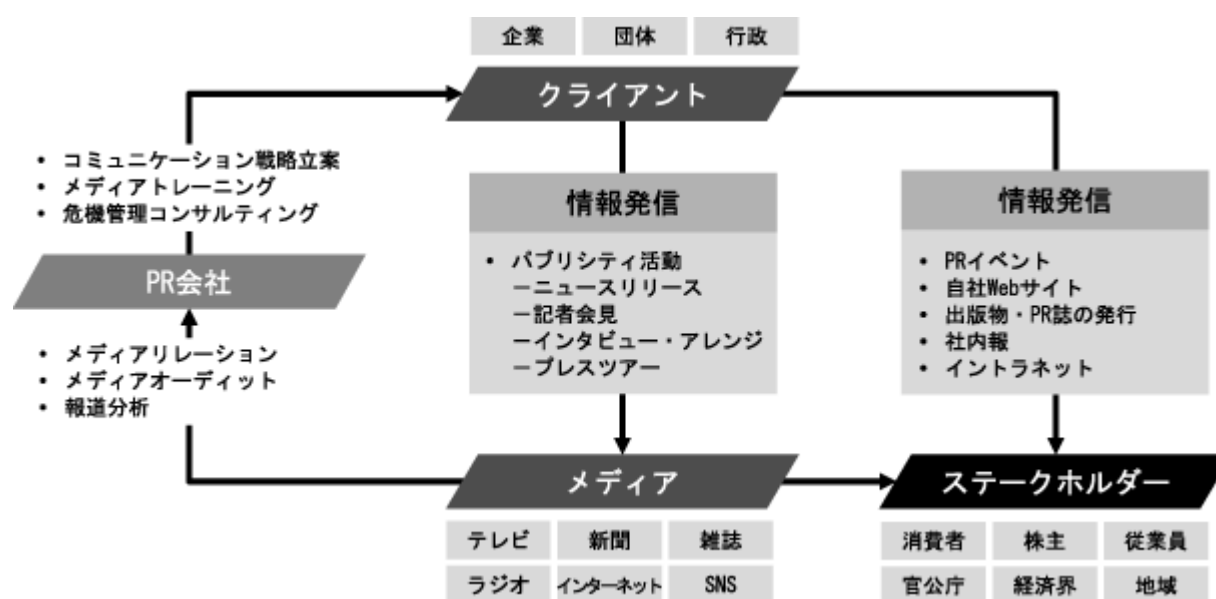 企業 団体 行政
クライアント
• コミュニケーション戦略立案
• メディアトレーニング
• 危機管理コンサルティング
PR会社
• メディアリレーション
• メディアオーディット
• 報道分析
情報発信
• パブリシティ活動
－ニュースリリース
－記者会見
－インタビュー・アレンジ
－プレスツアー
情報発信
• PRイベント
• 自社Webサイト
• 出版物・PR誌の発行
• 社内報
• イントラネット
メディア
テレビ 新聞 雑誌
ラジオ インターネット SNS
ステークホルダー
消費者 株主 従業員
官公庁 経済界 地域